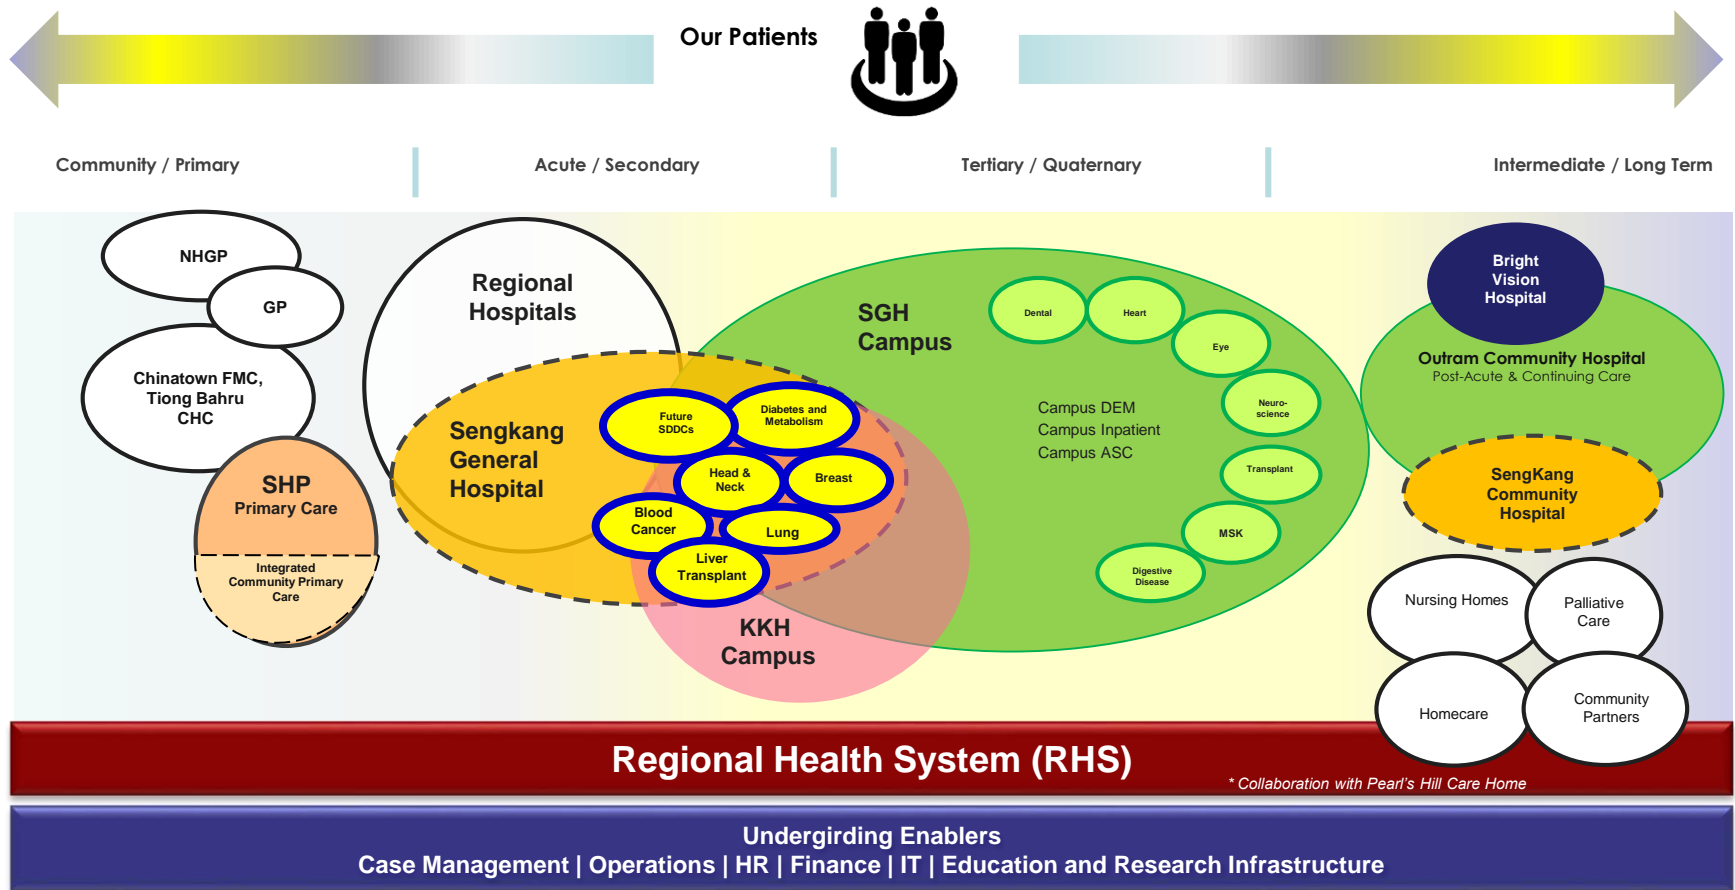 Our Patients
Community / Primary
Acute / Secondary
Tertiary / Quaternary
Intermediate / Long Term
NHGP
GP
Chinatown FMC,
Tiong Bahru
CHC
SHP
Primary Care
Integrated
Community Primary
Care
Regional
Hospitals
Sengkang
General
Hospital
Future
SDDCs
Diabetes and
Metabolism
Head &
Neck
Breast
Blood
Cancer
Lung
Liver
Transplant
KKH
Campus
SGH
Campus
Campus DEM
Campus Inpatient
Campus ASC
Dental
Heart
Eye
Neuro-
science
Transplant
MSK
Digestive
Disease
Bright
Vision
Hospital
Outram Community Hospital
Post-Acute & Continuing Care
SengKang
Community
Hospital
Nursing Homes
Palliative
Care
Homecare
Community
Partners
Regional Health System (RHS)
* Collaboration with Pearl's Hill Care Home
Undergirding Enablers
Case Management | Operations | HR | Finance | IT | Education and Research Infrastructure